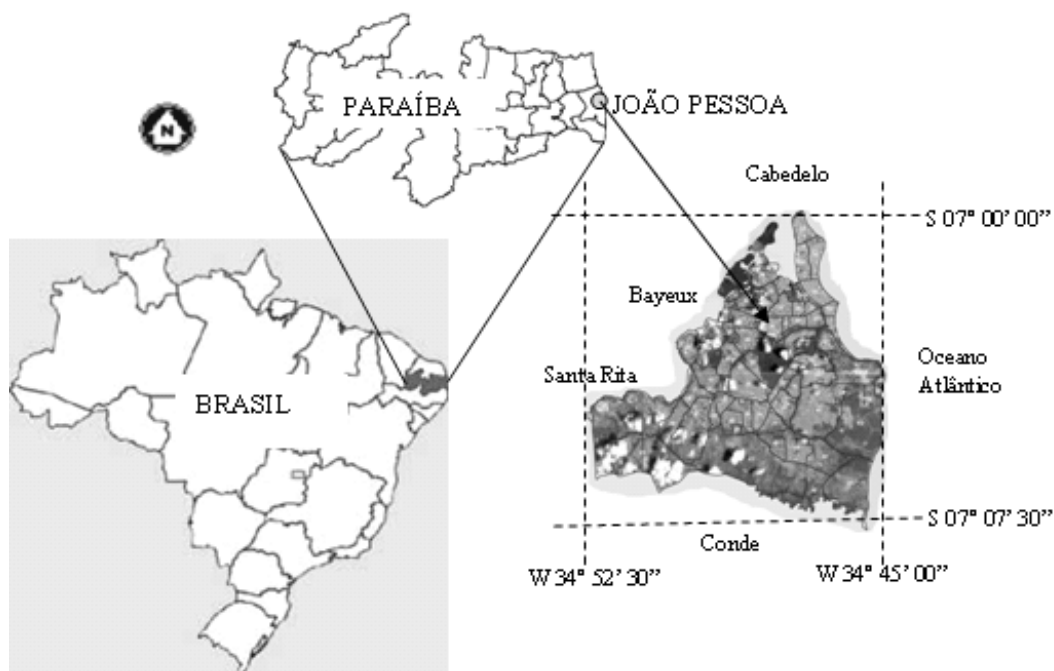 N
PARAÍBA
JOÃO PESSOA
Cabedelo
S 07° 00’ 00”
Bayeux
Santa Rita
Oceano
Atlântico
BRASIL
S 07° 07’ 30”
Conde
W 34° 52’ 30”
W 34° 45’ 00”